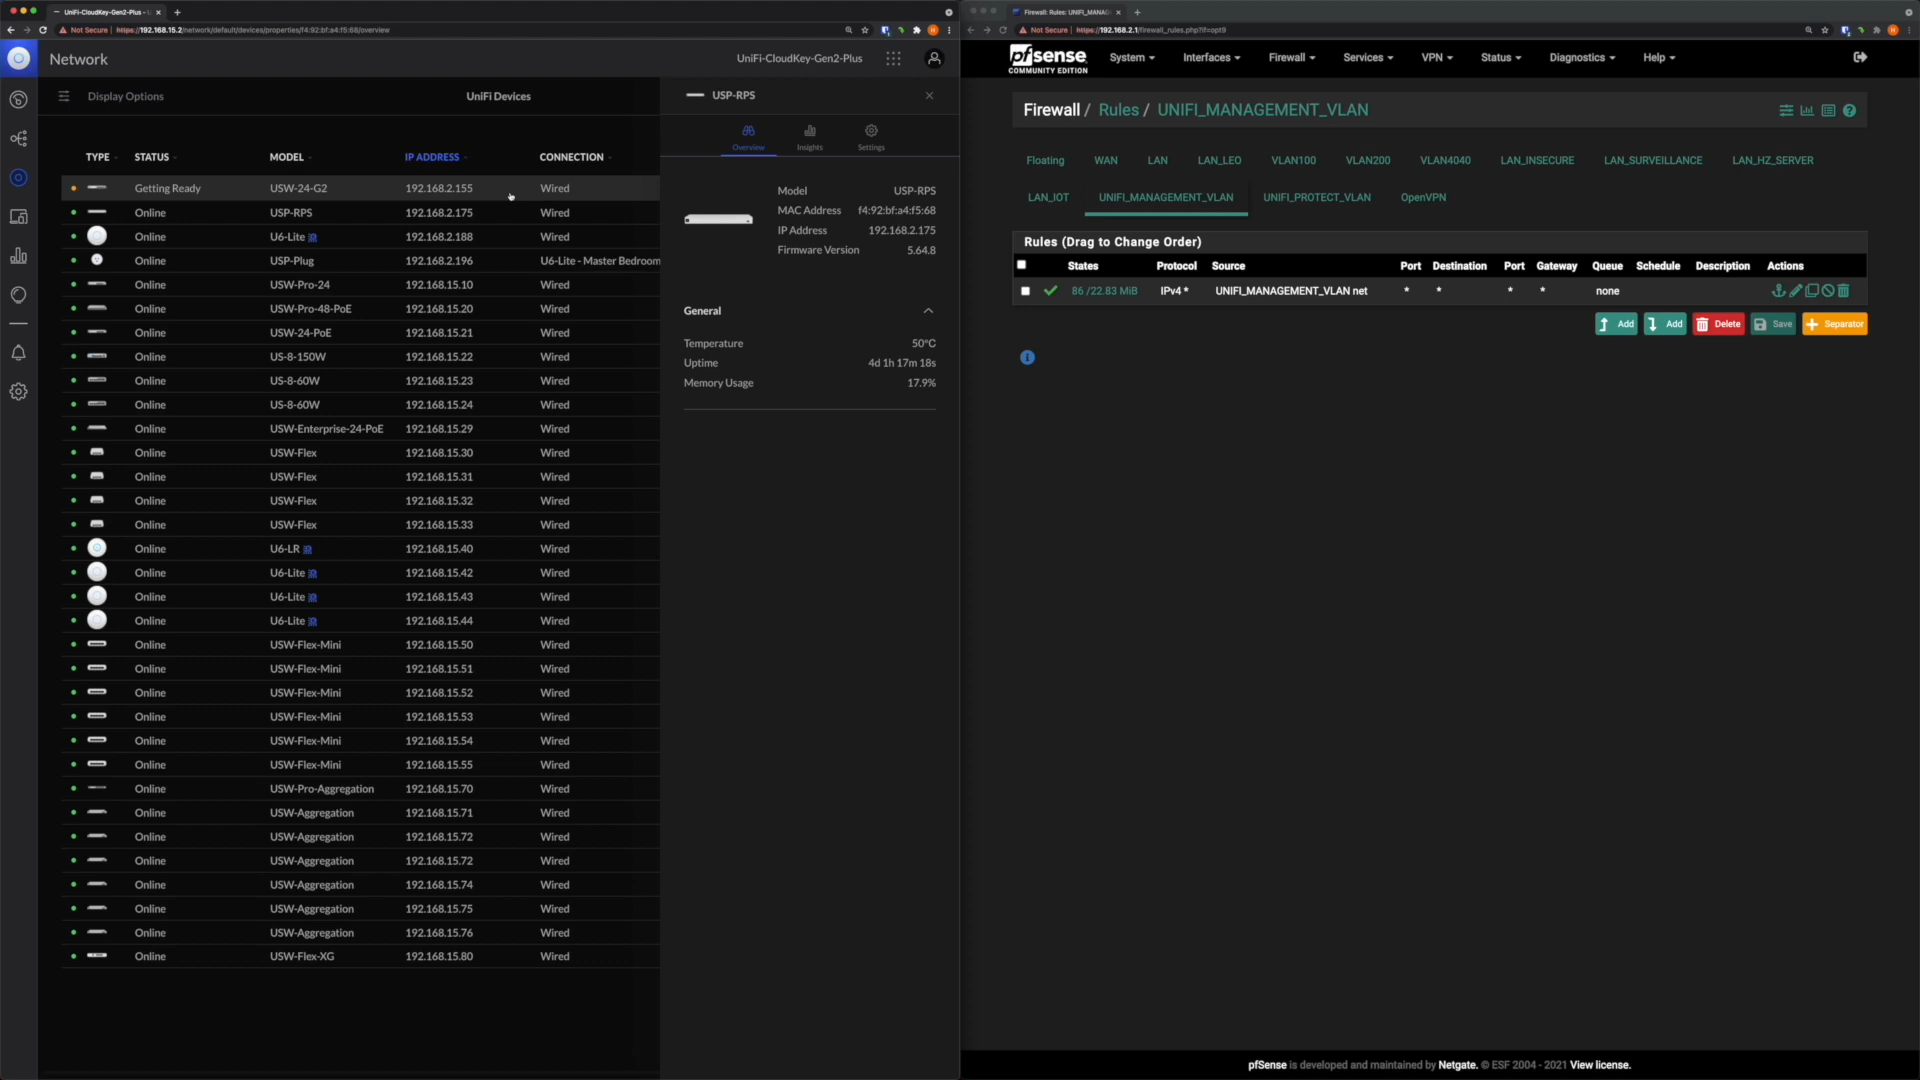 UniFi-CloudKey-Gen2-Plus -
Not Secure | https://192.168.15.2/network/default/devices/properties/f4:92:bf:a4:f5:68/overview
Network
UniFi-CloudKey-Gen2-Plus
Display Options
UniFi Devices
TYPE STATUS MODEL IP ADDRESS CONNECTION
Getting Ready USW-24-G2 192.168.2.155 Wired
Online USP-RPS 192.168.2.175 Wired
Online U6-Lite 192.168.2.188 Wired
Online USP-Plug 192.168.2.196 U6-Lite - Master Bedroom
Online USW-Pro-24 192.168.15.10 Wired
Online USW-Pro-48-PoE 192.168.15.20 Wired
Online USW-24-PoE 192.168.15.21 Wired
Online US-8-150W 192.168.15.22 Wired
Online US-8-60W 192.168.15.23 Wired
Online US-8-60W 192.168.15.24 Wired
Online USW-Enterprise-24-PoE 192.168.15.29 Wired
Online USW-Flex 192.168.15.30 Wired
Online USW-Flex 192.168.15.31 Wired
Online USW-Flex 192.168.15.32 Wired
Online USW-Flex 192.168.15.33 Wired
Online U6-LR 192.168.15.40 Wired
Online U6-Lite 192.168.15.42 Wired
Online U6-Lite 192.168.15.43 Wired
Online U6-Lite 192.168.15.44 Wired
Online USW-Flex-Mini 192.168.15.50 Wired
Online USW-Flex-Mini 192.168.15.51 Wired
Online USW-Flex-Mini 192.168.15.52 Wired
Online USW-Flex-Mini 192.168.15.53 Wired
Online USW-Flex-Mini 192.168.15.54 Wired
Online USW-Flex-Mini 192.168.15.55 Wired
Online USW-Pro-Aggregation 192.168.15.70 Wired
Online USW-Aggregation 192.168.15.71 Wired
Online USW-Aggregation 192.168.15.72 Wired
Online USW-Aggregation 192.168.15.72 Wired
Online USW-Aggregation 192.168.15.74 Wired
Online USW-Aggregation 192.168.15.75 Wired
Online USW-Aggregation 192.168.15.76 Wired
Online USW-Flex-XG 192.168.15.80 Wired
USP-RPS
Overview Insights Settings
Model USP-RPS
MAC Address f4:92:bf:a4:f5:68
IP Address 192.168.2.175
Firmware Version 5.64.8
General
Temperature 50°C
Uptime 4d 1h 17m 18s
Memory Usage 17.9%
Firewall: Rules: UNIFI_MANAG
Not Secure | https://192.168.2.1/firewall_rules.php?if=opt9
pfsense
COMMUNITY EDITION
System Interfaces Firewall Services VPN Status Diagnostics Help
Firewall / Rules / UNIFI_MANAGEMENT_VLAN
Floating WAN LAN LAN_LEO VLAN100 VLAN200 VLAN4040 LAN_INSECURE LAN_SURVEILLANCE LAN_HZ_SERVER
LAN_IOT UNIFI_MANAGEMENT_VLAN UNIFI_PROTECT_VLAN OpenVPN
Rules (Drag to Change Order)
States Protocol Source Port Destination Port Gateway Queue Schedule Description Actions
86 /22.83 MiB IPv4 * UNIFI_MANAGEMENT_VLAN net * * * * none
Add Add Delete Save Separator
pfSense is developed and maintained by Netgate. © ESF 2004 - 2021 View license.